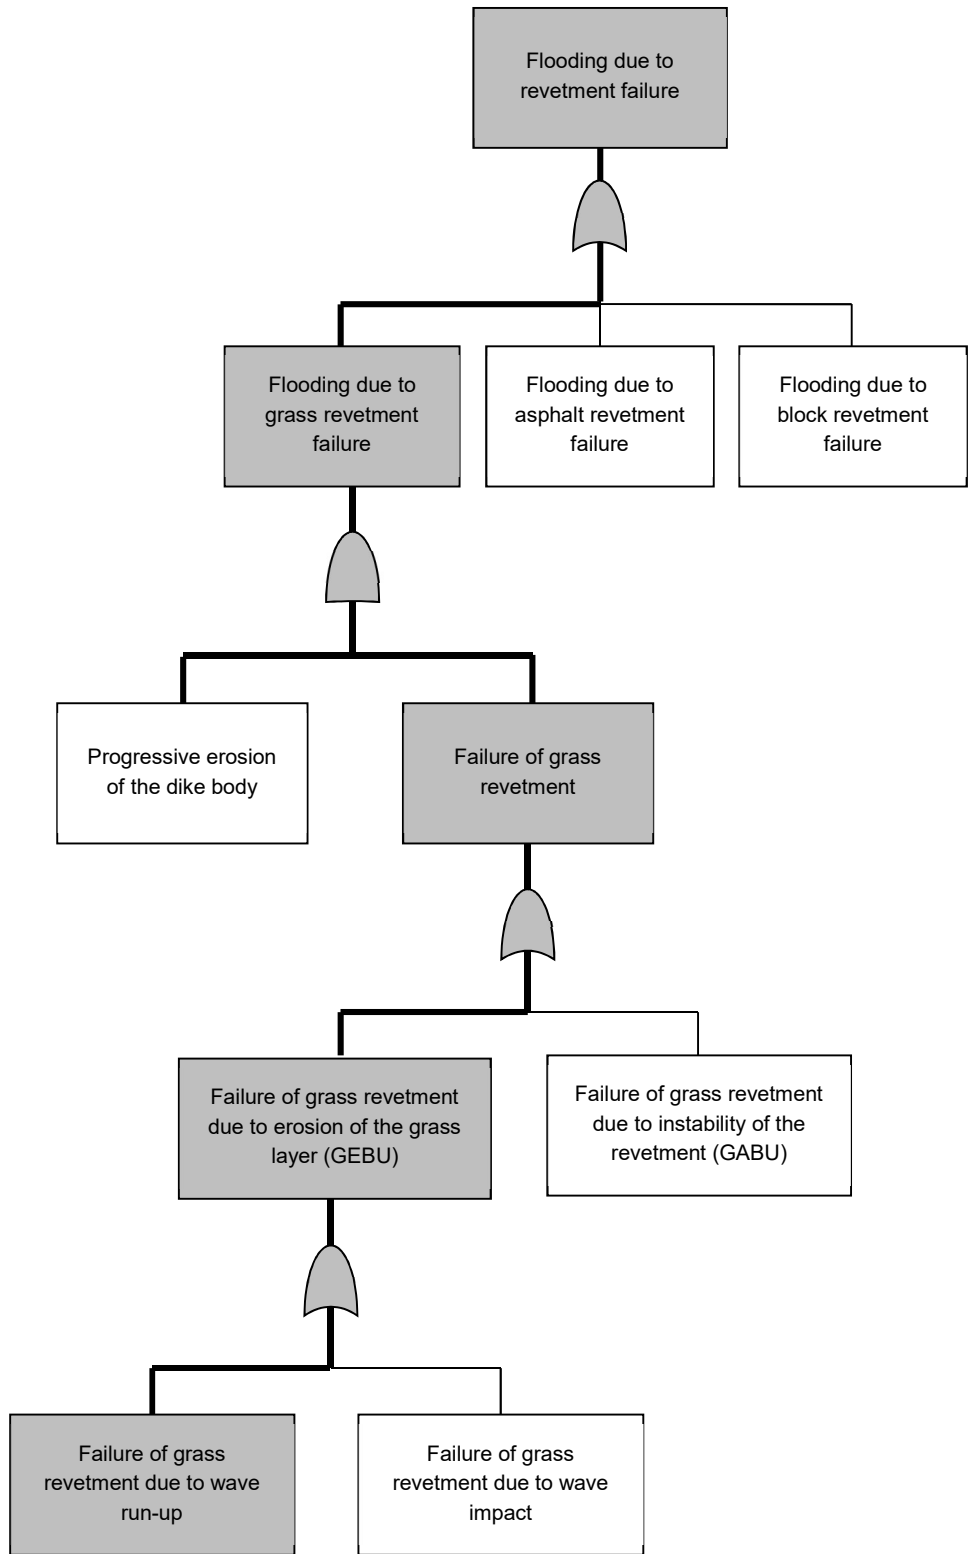 Flooding due to
revetment failure
Flooding due to
grass revetment
failure
Flooding due to
asphalt revetment
failure
Flooding due to
block revetment
failure
Progressive erosion
of the dike body
Failure of grass
revetment
Failure of grass revetment
due to erosion of the grass
layer (GEBU)
Failure of grass revetment
due to instability of the
revetment (GABU)
Failure of grass
revetment due to wave
run-up
Failure of grass
revetment due to wave
impact